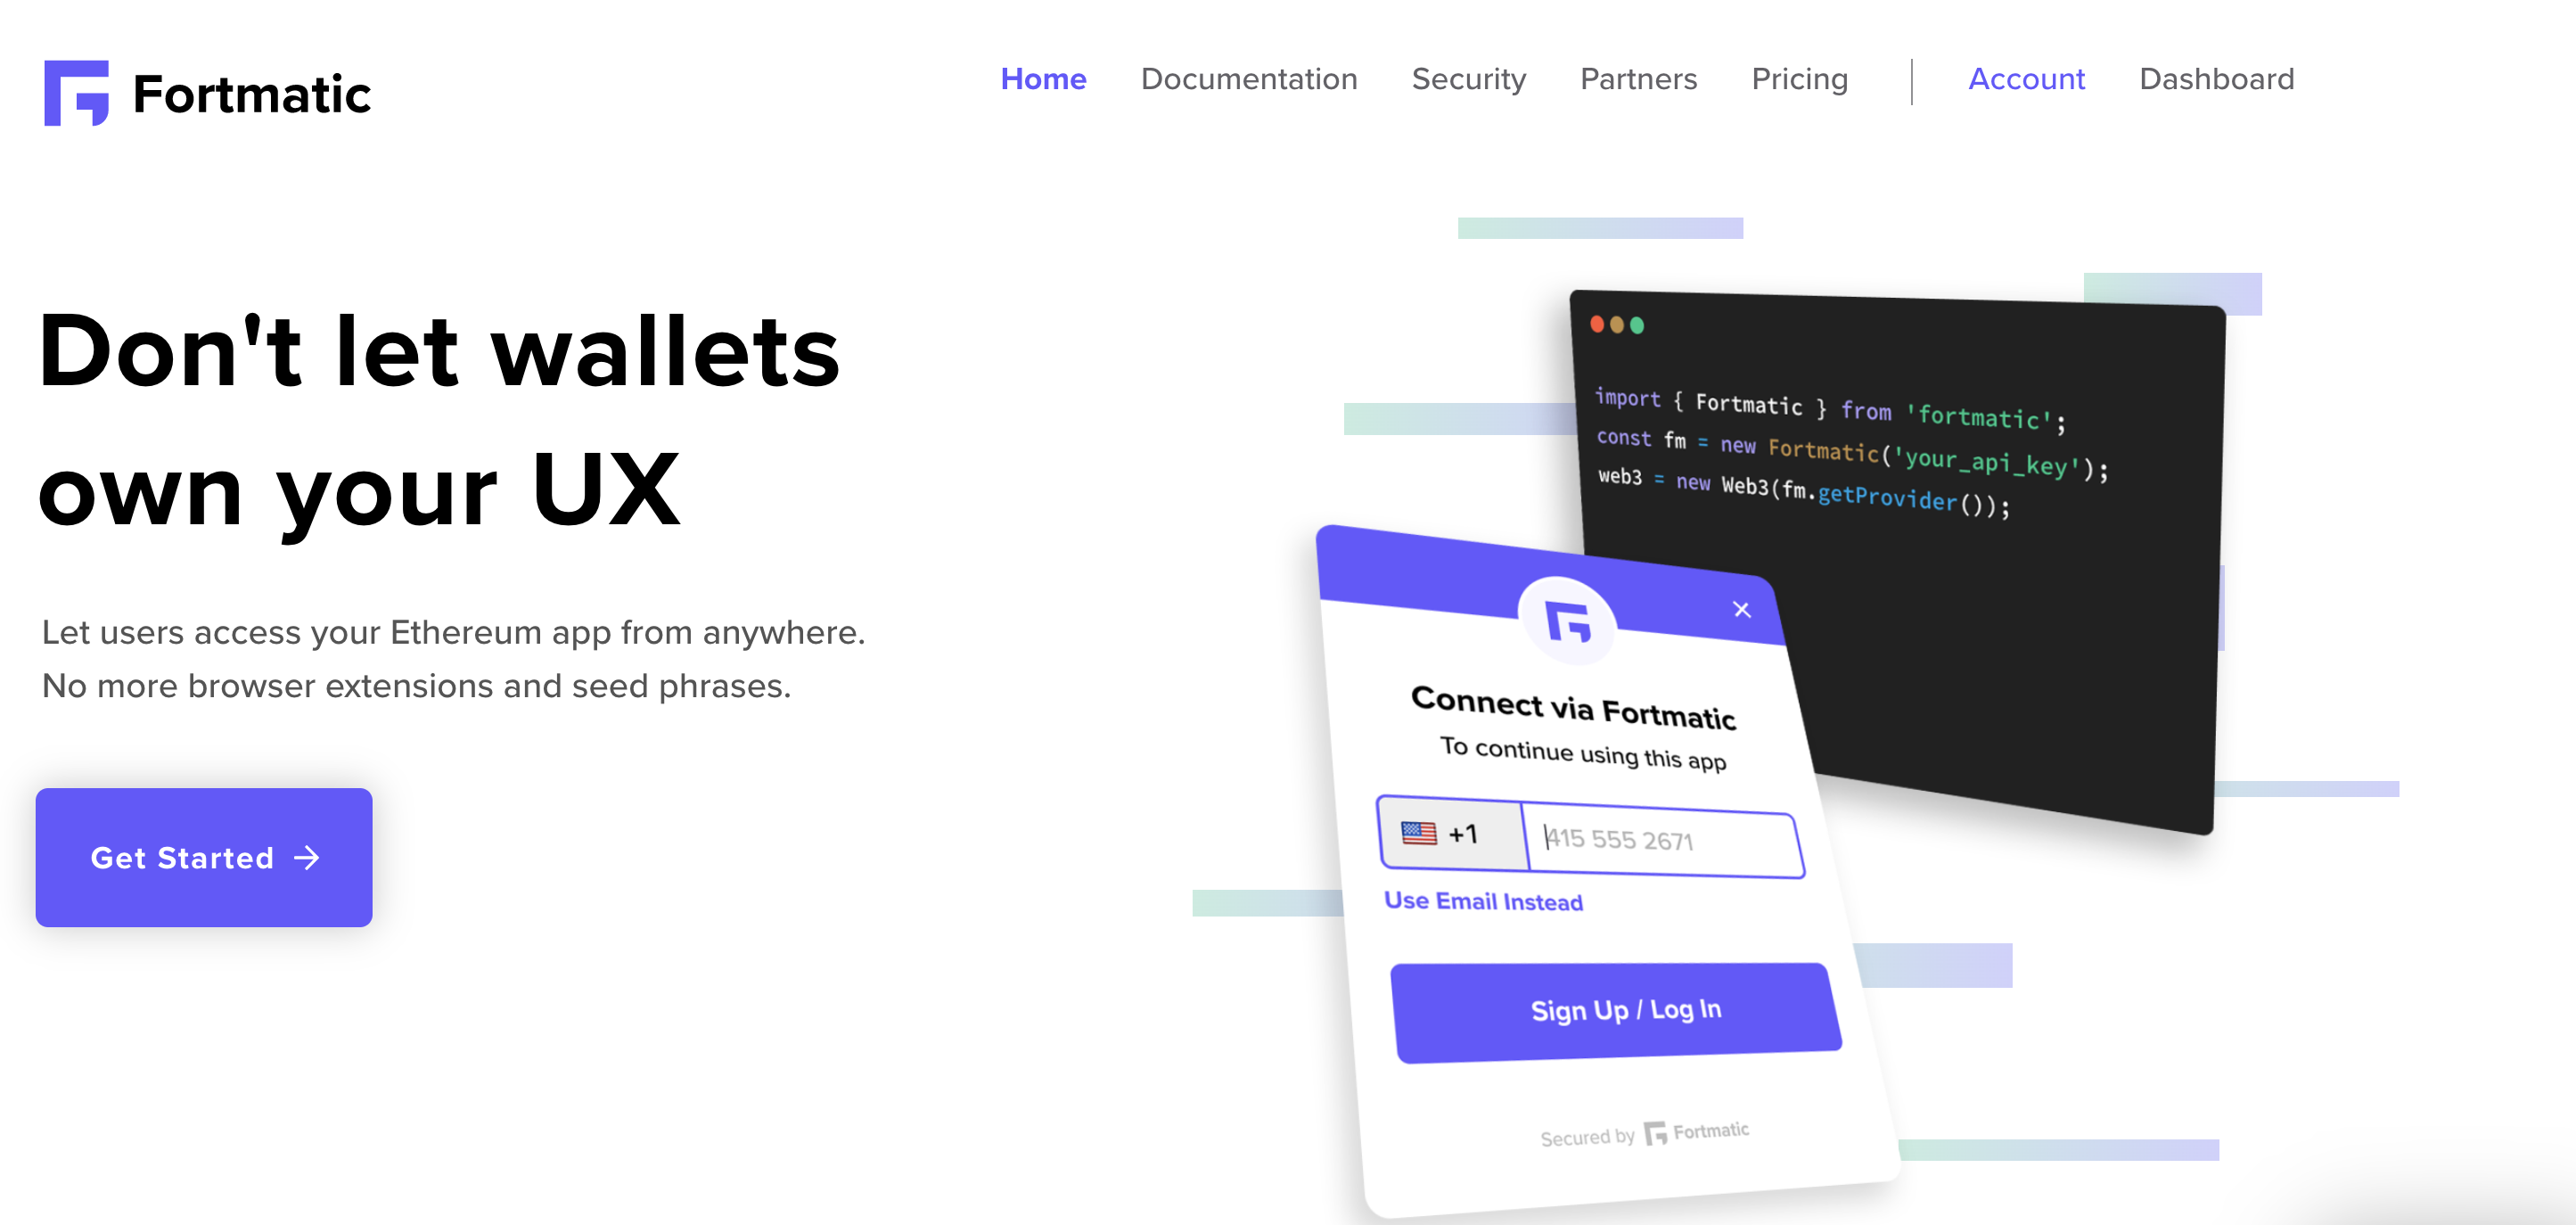 Fortmatic
Home Documentation Security Partners Pricing Account Dashboard
Don't let wallets
own your UX
Let users access your Ethereum app from anywhere.
No more browser extensions and seed phrases.
Get Started →
import { Fortmatic } from 'fortmatic';
const fm = new Fortmatic('your_api_key');
web3 = new Web3(fm.getProvider());
Connect via Fortmatic
To continue using this app
+1 415 555 2671
Use Email Instead
Sign Up / Log In
Secured by Fortmatic